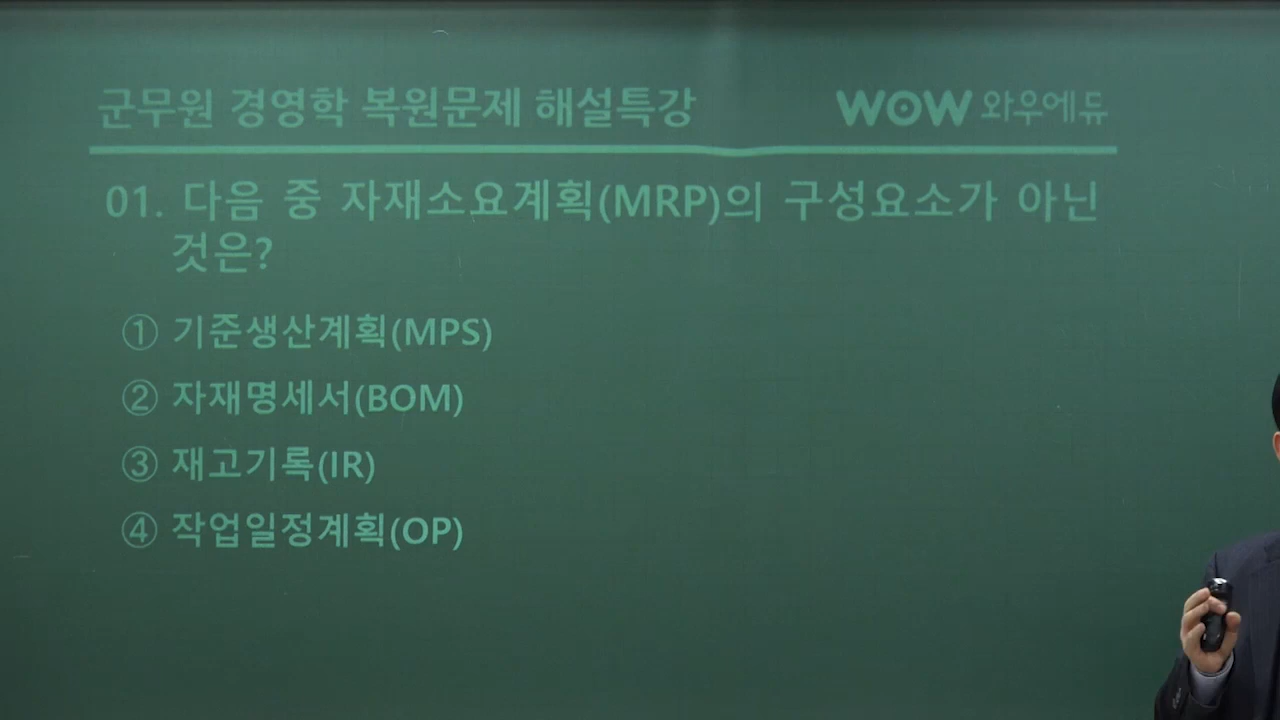 군무원 경영학 복원문제 해설특강
WOW 와우에듀
01. 다음 중 자재소요계획(MRP)의 구성요소가 아닌
것은?
① 기준생산계획(MPS)
② 자재명세서(BOM)
③ 재고기록(IR)
④ 작업일정계획(OP)